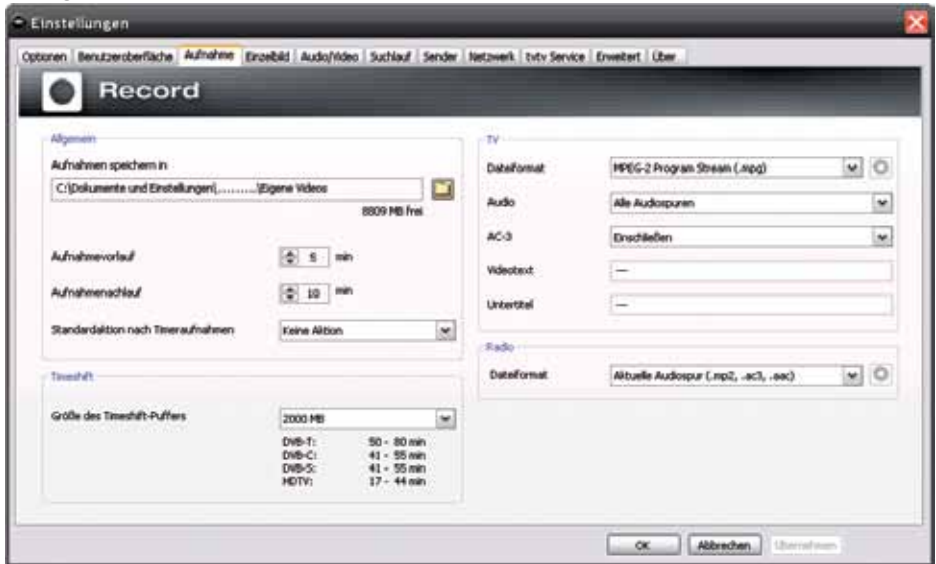 Einstellungen
Optionen Benutzeroberfläche Aufnahme Einzelbild Audio/Video Suchlauf Sender Netzwerk tvtv Service Erweitert Über
Record
Allgemein
Aufnahmen speichern in
C:\Dokumente und Einstellungen\.........\Eigene Videos
8809 MB frei
Aufnahmevorlauf 5 min
Aufnahmenachlauf 10 min
Standardaktion nach Timeraufnahmen Keine Aktion
Timeshift
Größe des Timeshift-Puffers 2000 MB
DVB-T: 50 - 80 min
DVB-C: 41 - 55 min
DVB-S: 41 - 55 min
HDTV: 17 - 44 min
TV
Dateiformat MPEG-2 Program Stream (.mpg)
Audio Alle Audiospuren
AC-3 Einschließen
Videotext ---
Untertitel ---
Radio
Dateiformat Aktuelle Audiospur (.mp2, .ac3, .aac)
OK Abbrechen Übernehmen